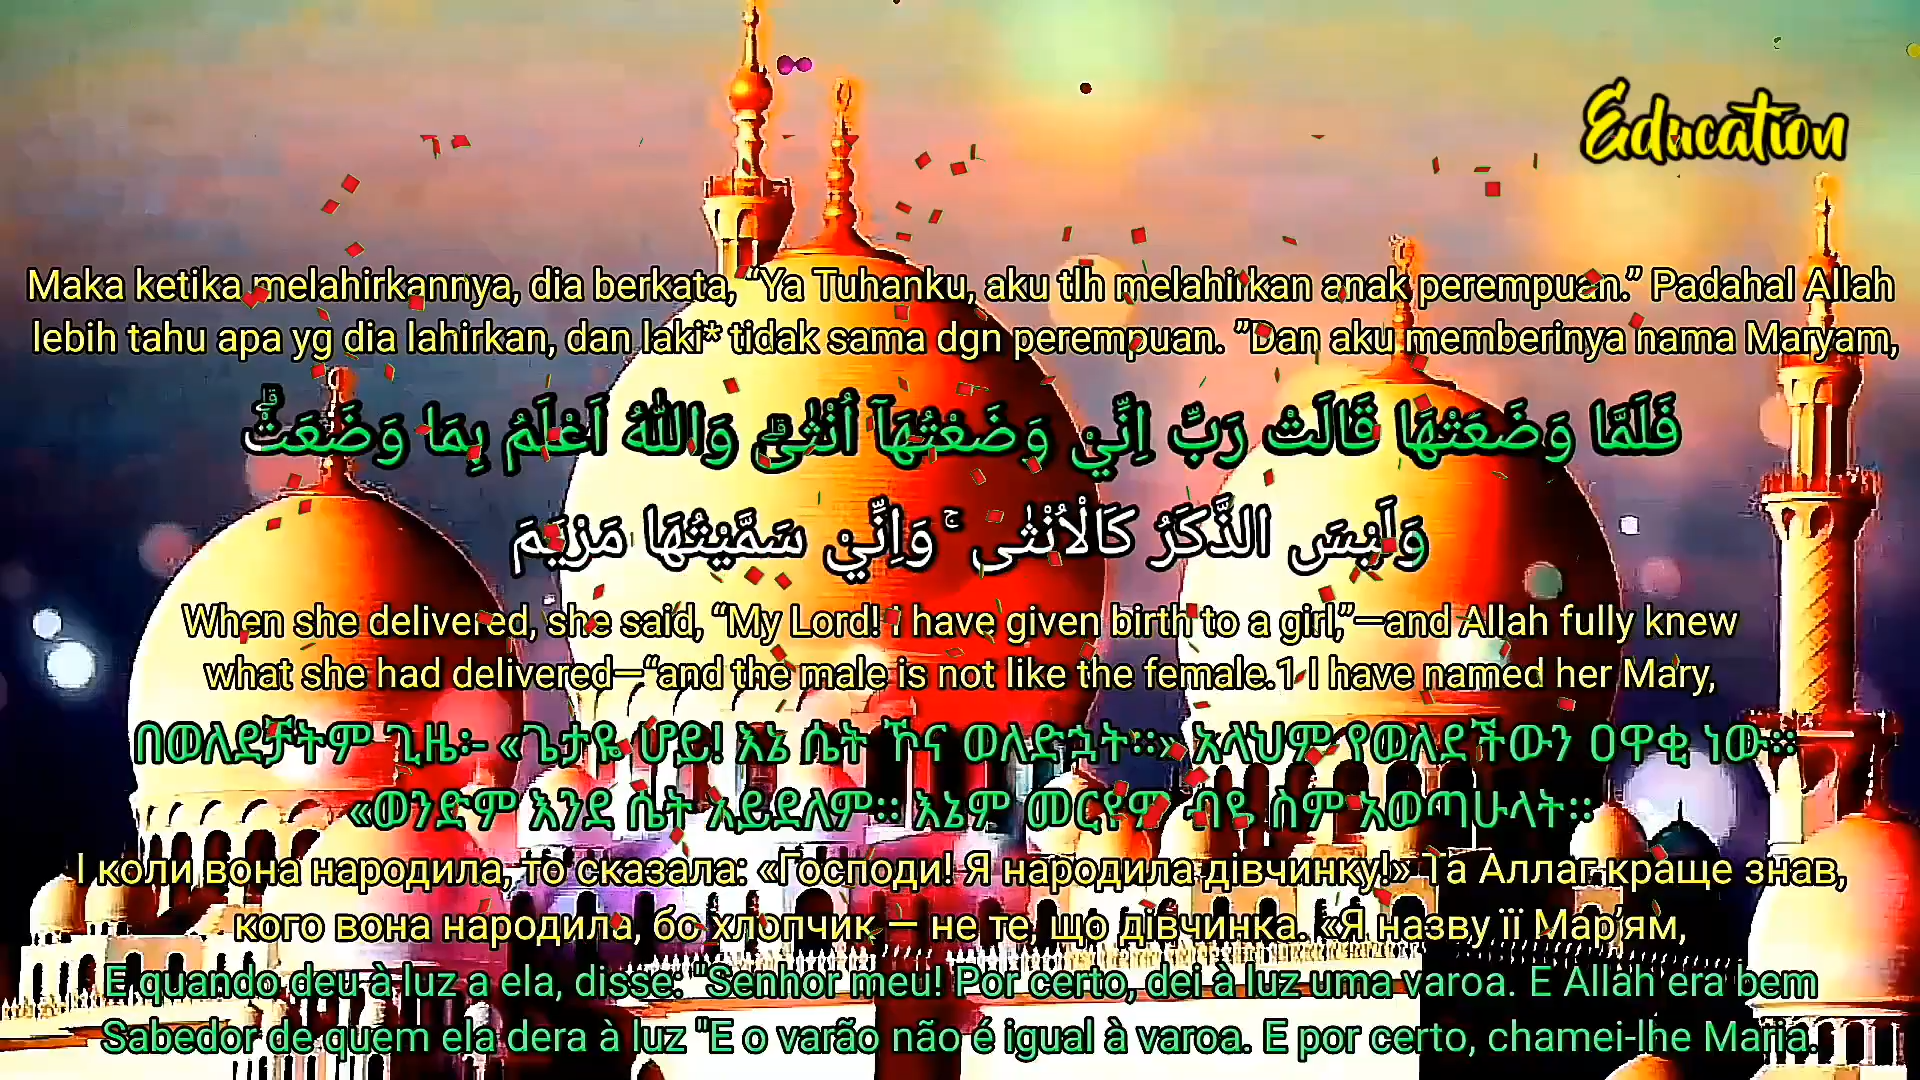 Education
Maka ketika melahirkannya, dia berkata, “Ya Tuhanku, aku tlh melahirkan anak perempuan.” Padahal Allah
lebih tahu apa yg dia lahirkan, dan laki* tidak sama dgn perempuan. ”Dan aku memberinya nama Maryam,
فَلَمَّا وَضَعَتْهَا قَالَتْ رَبِّ اِنِّيْ وَضَعْتُهَآ اُنْثٰىۗ وَاللّٰهُ اَعْلَمُ بِمَا وَضَعَتْۗ
وَلَيْسَ الذَّكَرُ كَالْاُنْثٰى ۚ وَاِنِّيْ سَمَّيْتُهَا مَرْيَمَ
When she delivered, she said, “My Lord! I have given birth to a girl,”—and Allah fully knew
what she had delivered—“and the male is not like the female.1 I have named her Mary,
በወለደቻትም ጊዜ፡- «ጌታዬ ሆይ! እኔ ሴት ኾና ወለድኋት፡፡» አላህም የወለደችውን ዐዋቂ ነው፡፡
«ወንድም እንደ ሴት አይደለም፡፡ እኔም መርየም ብዬ ስም አወጣሁላት፡፡
І коли вона народила, то сказала: «Господи! Я народила дівчинку!» Та Аллаг краще знав,
кого вона народила, бо хлопчик — не те, що дівчинка. «Я назву її Мар’ям,
E quando deu à luz a ela, disse: "Senhor meu! Por certo, dei à luz uma varoa. E Allah era bem
Sabedor de quem ela dera à luz "E o varão não é igual à varoa. E por certo, chamei-lhe Maria.